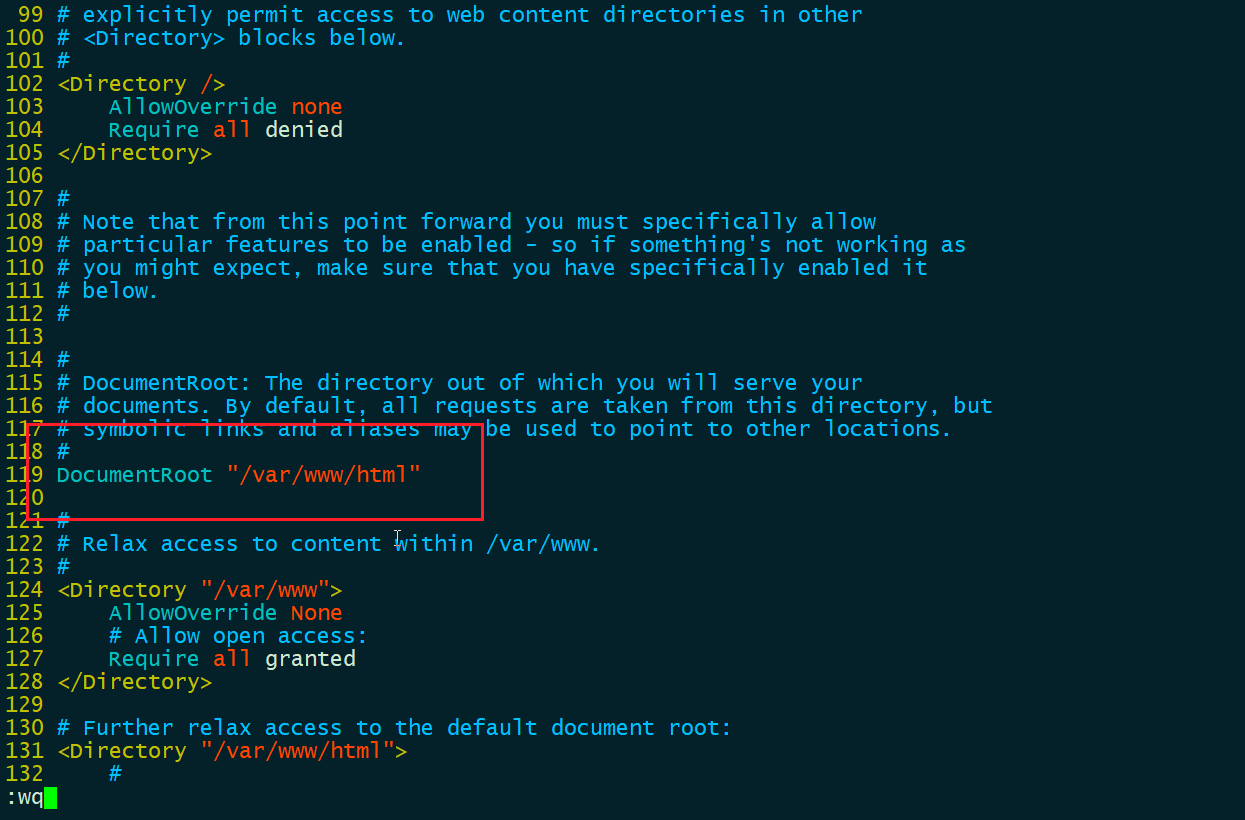 99 # explicitly permit access to web content directories in other
100 # <Directory> blocks below.
101 #
102 <Directory />
103     AllowOverride none
104     Require all denied
105 </Directory>
106
107 #
108 # Note that from this point forward you must specifically allow
109 # particular features to be enabled - so if something's not working as
110 # you might expect, make sure that you have specifically enabled it
111 # below.
112 #
113
114 #
115 # DocumentRoot: The directory out of which you will serve your
116 # documents. By default, all requests are taken from this directory, but
117 # symbolic links and aliases may be used to point to other locations.
118 #
119 DocumentRoot "/var/www/html"
120
121 #
122 # Relax access to content within /var/www.
123 #
124 <Directory "/var/www">
125     AllowOverride None
126     # Allow open access:
127     Require all granted
128 </Directory>
129
130 # Further relax access to the default document root:
131 <Directory "/var/www/html">
132     #
:wq